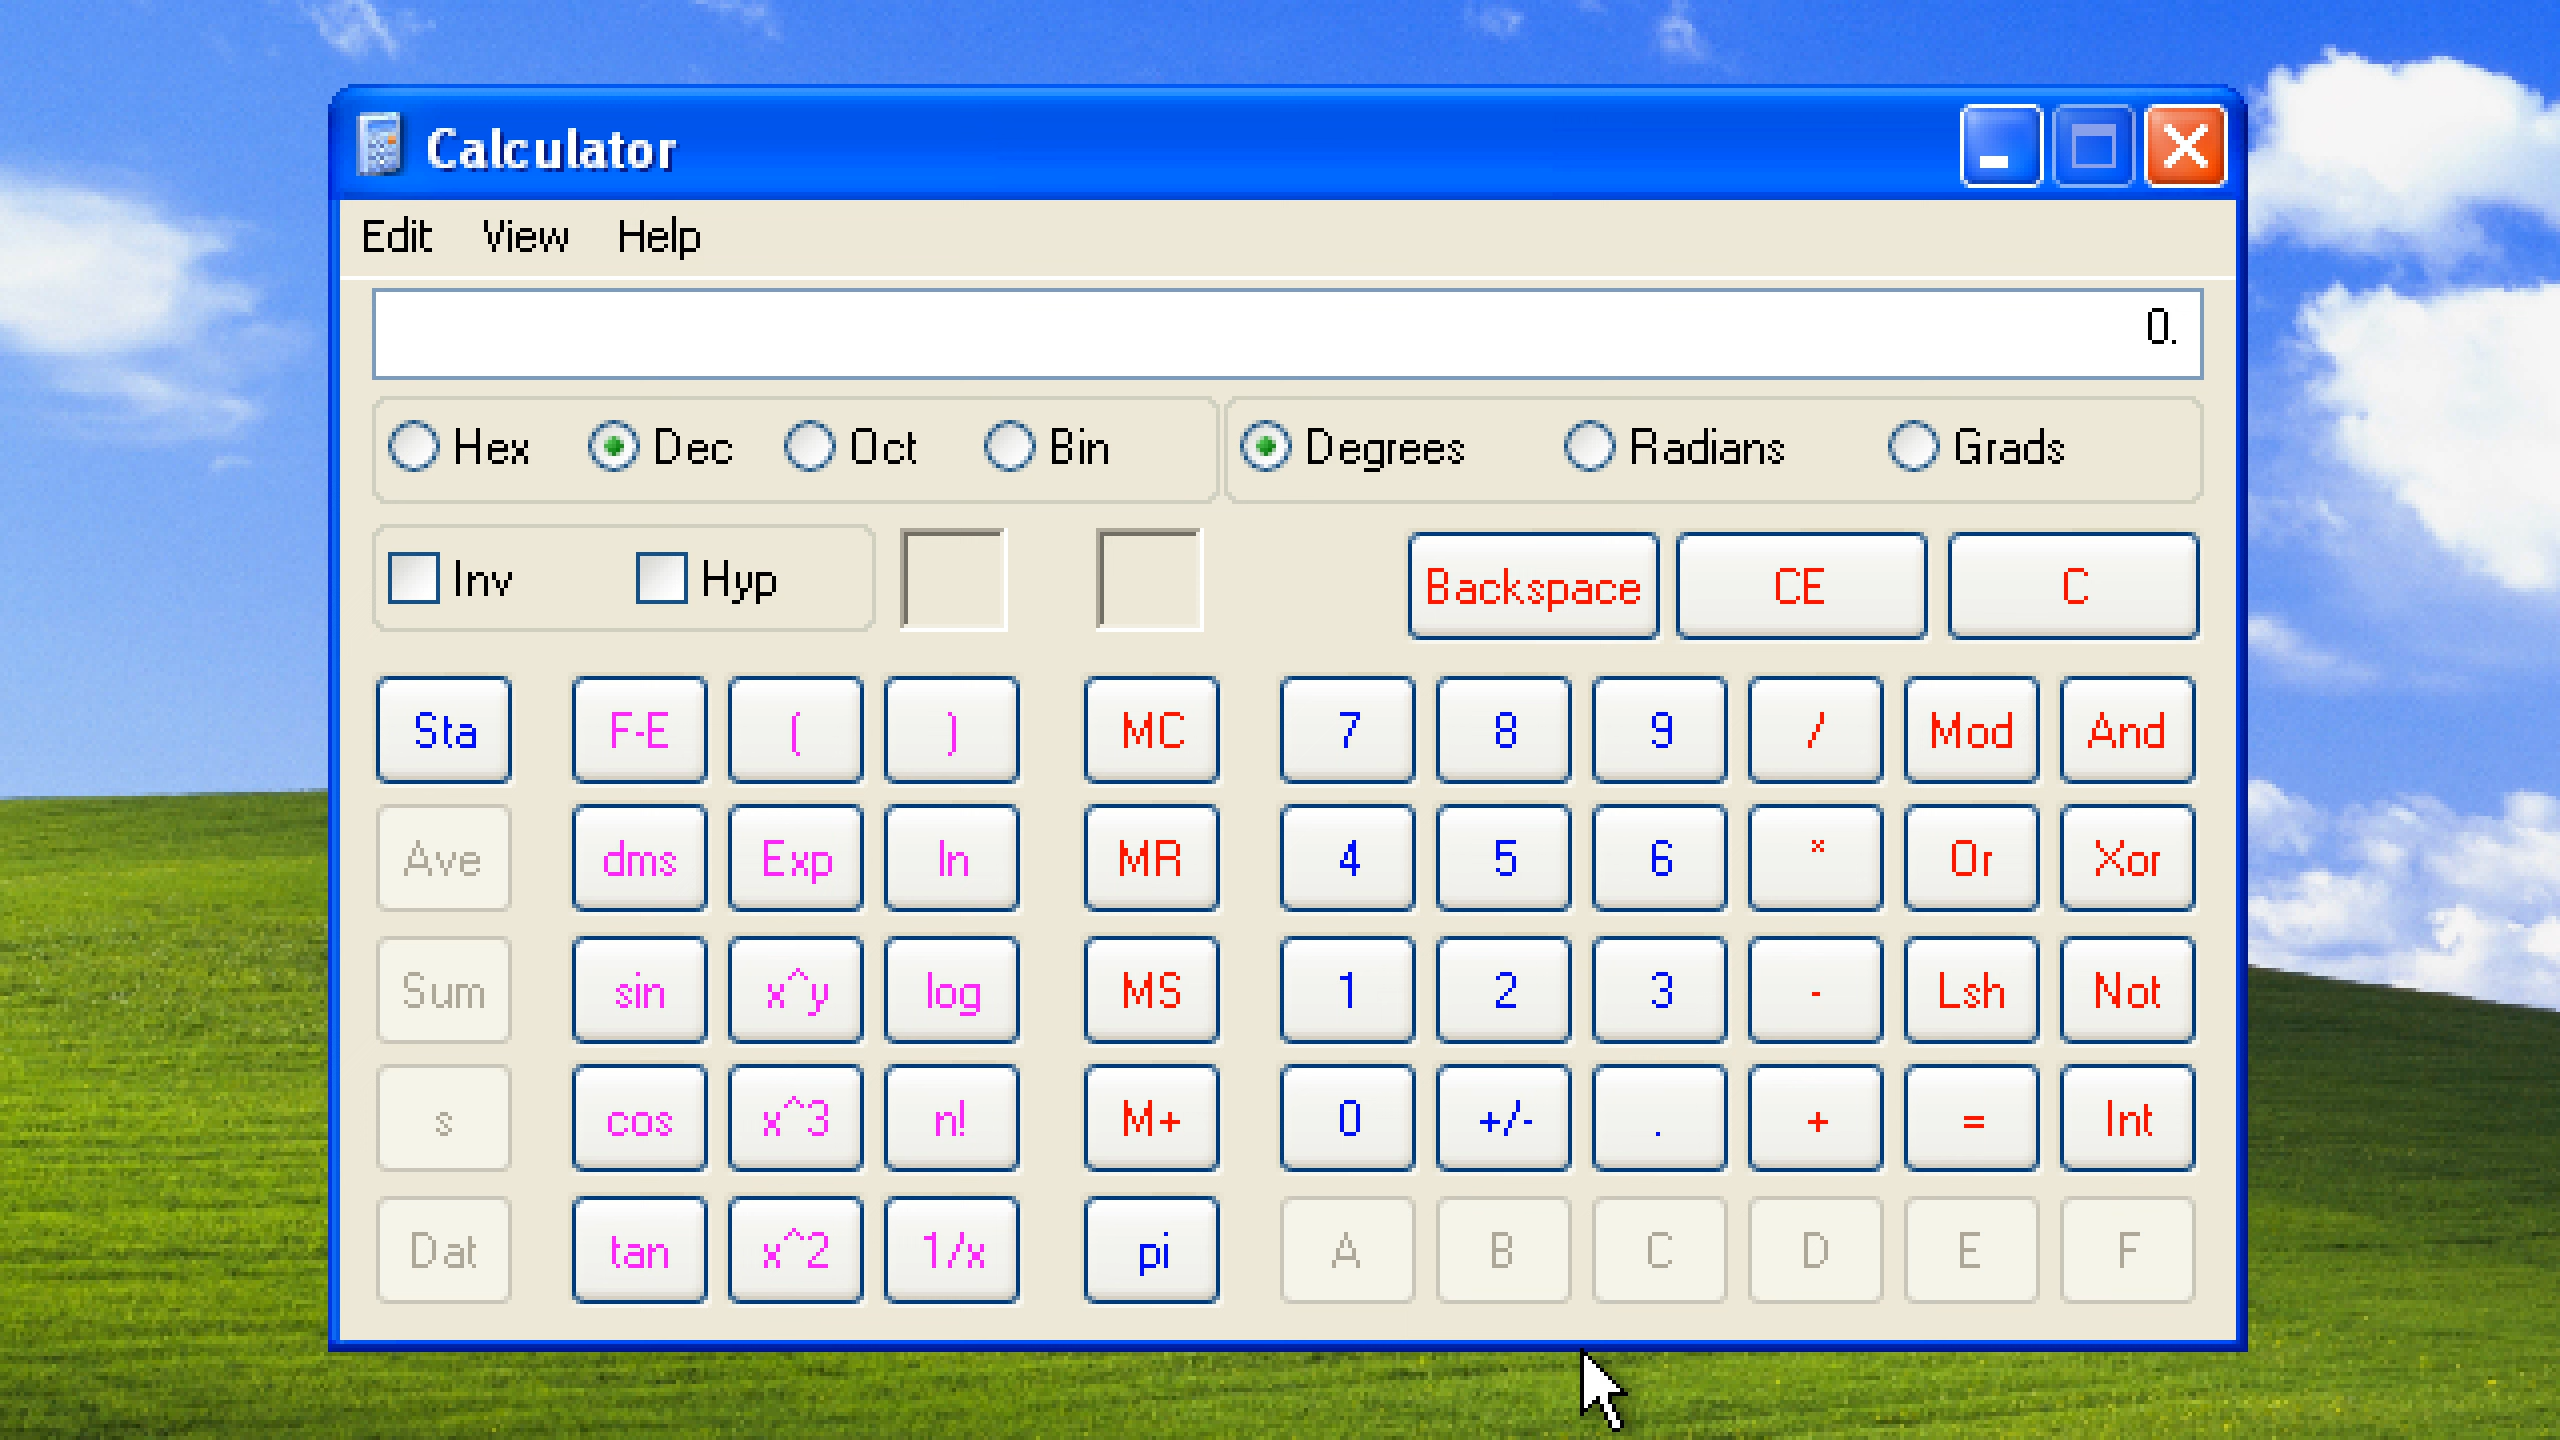 Calculator
Edit View Help
0.
Hex Dec Oct Bin Degrees Radians Grads
Inv Hyp Backspace CE C
Sta F-E ( ) MC 7 8 9 / Mod And
Ave dms Exp ln MR 4 5 6 * Or Xor
Sum sin x^y log MS 1 2 3 - Lsh Not
s cos x^3 n! M+ 0 +/- . + = Int
Dat tan x^2 1/x pi A B C D E F